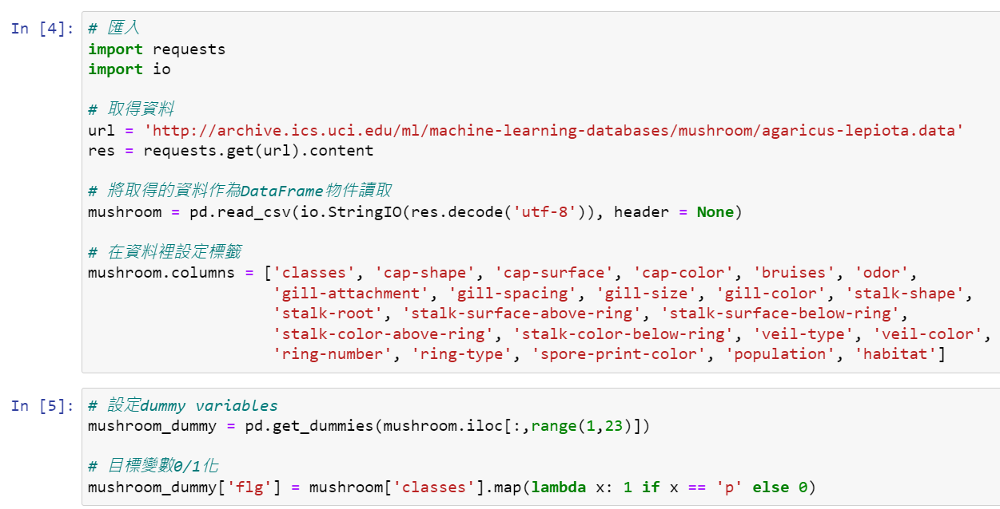 In [4]: # 匯入
import requests
import io
# 取得資料
url = 'http://archive.ics.uci.edu/ml/machine-learning-databases/mushroom/agaricus-lepiota.data'
res = requests.get(url).content
# 將取得的資料作為DataFrame物件讀取
mushroom = pd.read_csv(io.StringIO(res.decode('utf-8')), header = None)
# 在資料裡設定標籤
mushroom.columns = ['classes', 'cap-shape', 'cap-surface', 'cap-color', 'bruises', 'odor',
'gill-attachment', 'gill-spacing', 'gill-size', 'gill-color', 'stalk-shape',
'stalk-root', 'stalk-surface-above-ring', 'stalk-surface-below-ring',
'stalk-color-above-ring', 'stalk-color-below-ring', 'veil-type', 'veil-color',
'ring-number', 'ring-type', 'spore-print-color', 'population', 'habitat']
In [5]: # 設定dummy variables
mushroom_dummy = pd.get_dummies(mushroom.iloc[:,range(1,23)])
# 目標變數0/1化
mushroom_dummy['flg'] = mushroom['classes'].map(lambda x: 1 if x == 'p' else 0)